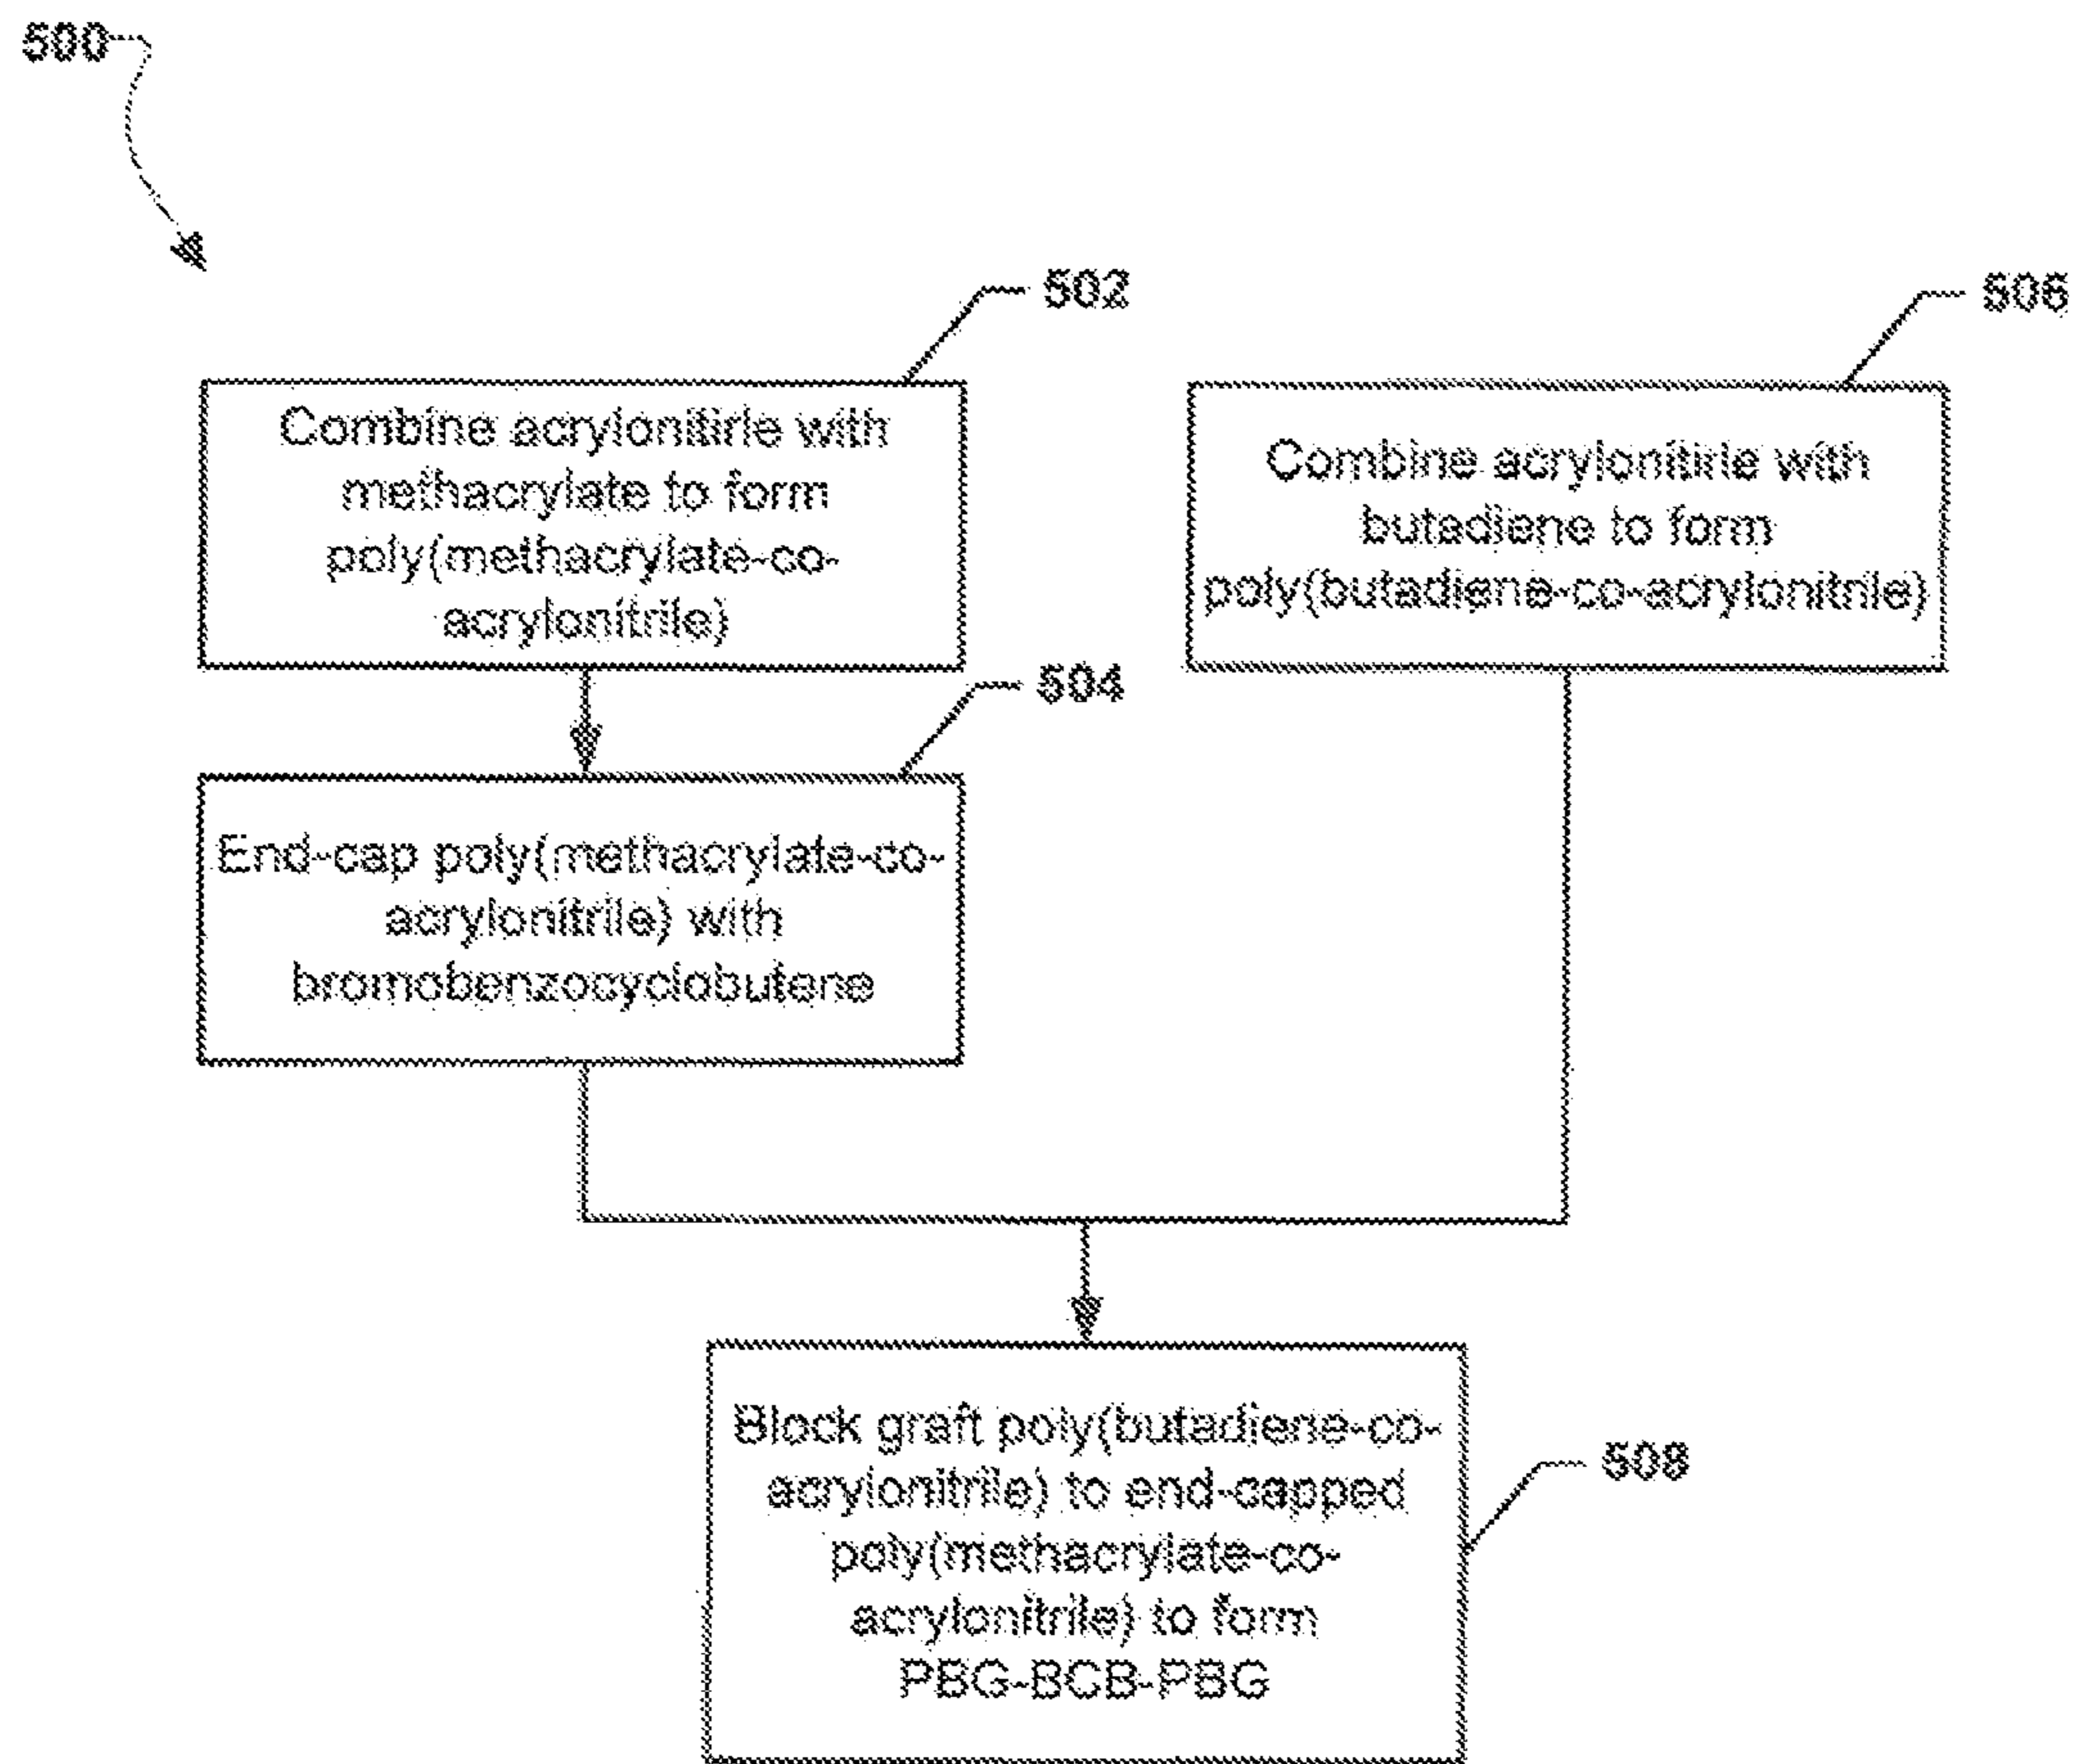 500
502
506
Combine acrylonitirle with
methacrylate to form
poly(methacrylate-co-
acrylonitrile)
Combine acrylonitirle with
butadiene to form
poly(butadiene-co-acrylonitrile)
504
End-cap poly(methacrylate-co-
acrylonitrile) with
bromobenzocyclobutene
Block graft poly(butadiene-co-
acrylonitrile) to end-capped
poly(methacrylate-co-
acrylonitrile) to form
PBG-BCB-PBG
508